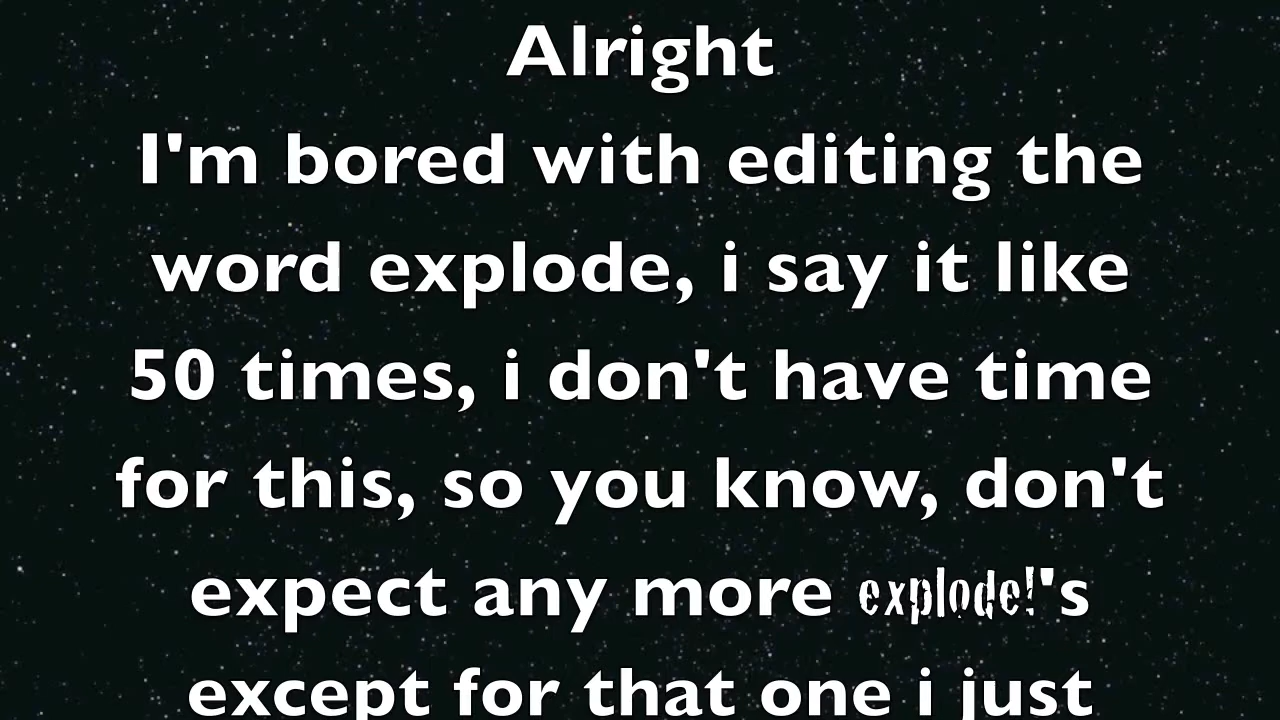 Alright
I'm bored with editing the
word explode, i say it like
50 times, i don't have time
for this, so you know, don't
expect any more explode!'s
except for that one i just